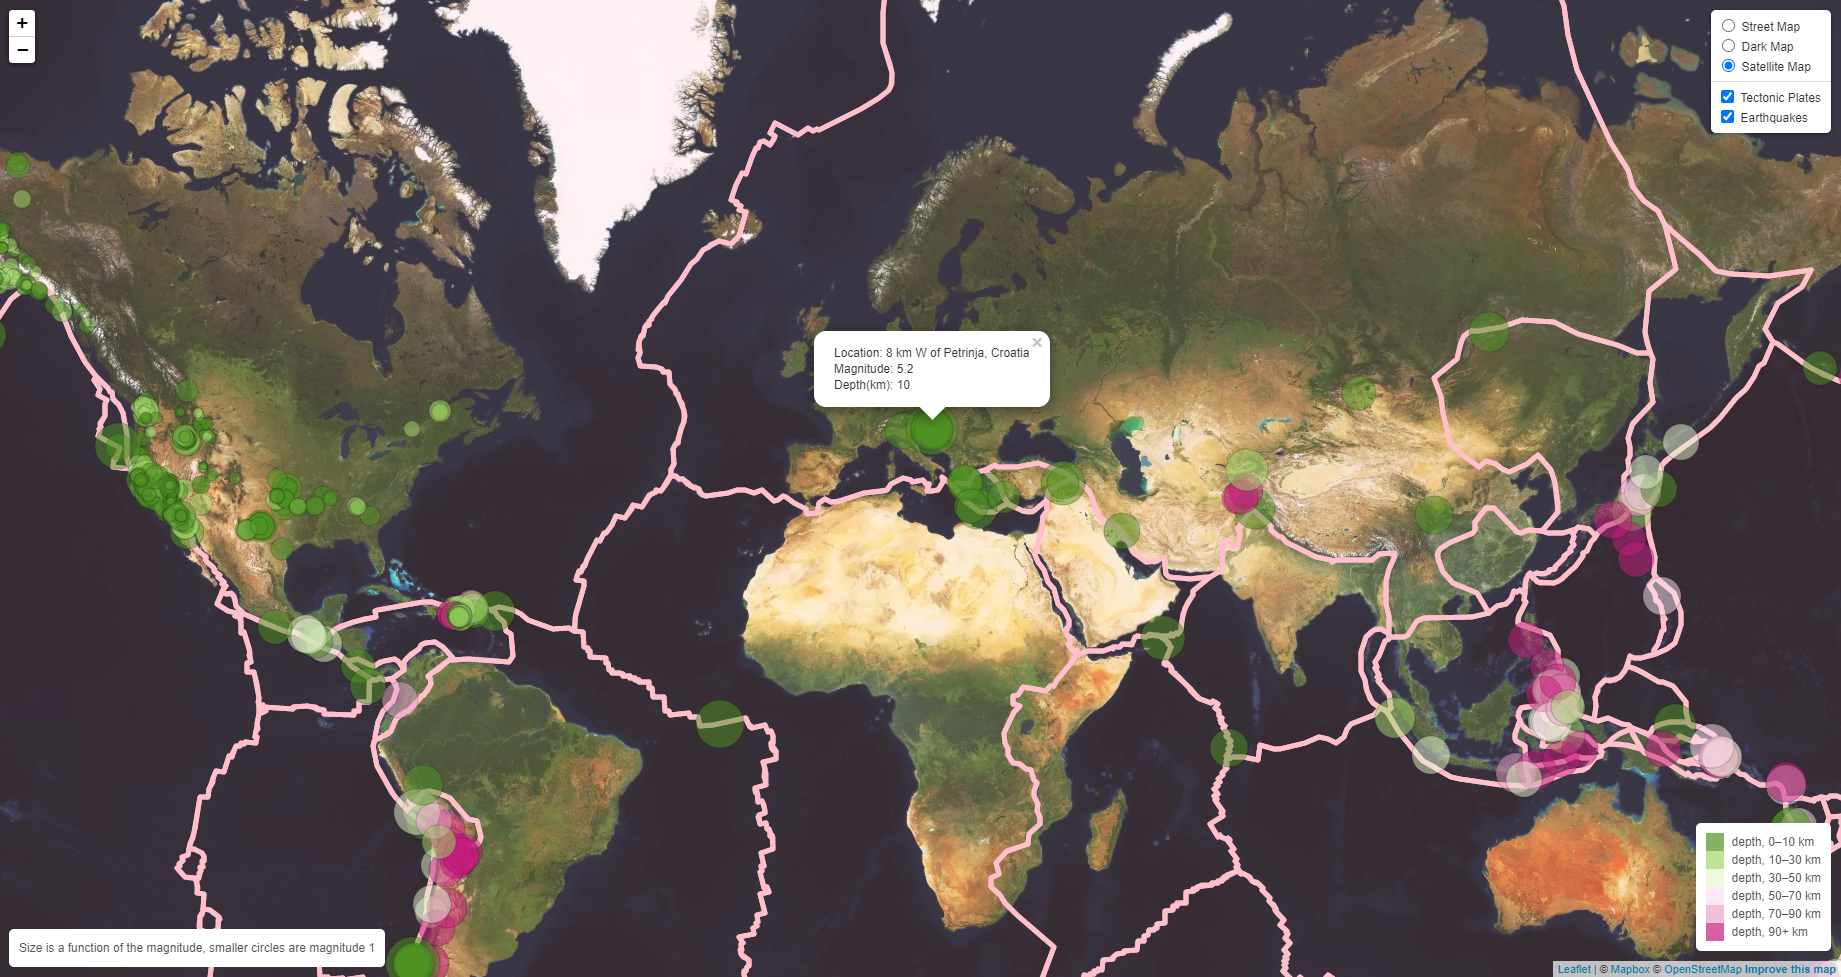 +
−
Street Map
Dark Map
Satellite Map
Tectonic Plates
Earthquakes
×
Location: 8 km W of Petrinja, Croatia
Magnitude: 5.2
Depth(km): 10
depth, 0–10 km
depth, 10–30 km
depth, 30–50 km
depth, 50–70 km
depth, 70–90 km
depth, 90+ km
Size is a function of the magnitude, smaller circles are magnitude 1
Leaflet | © Mapbox © OpenStreetMap Improve this map